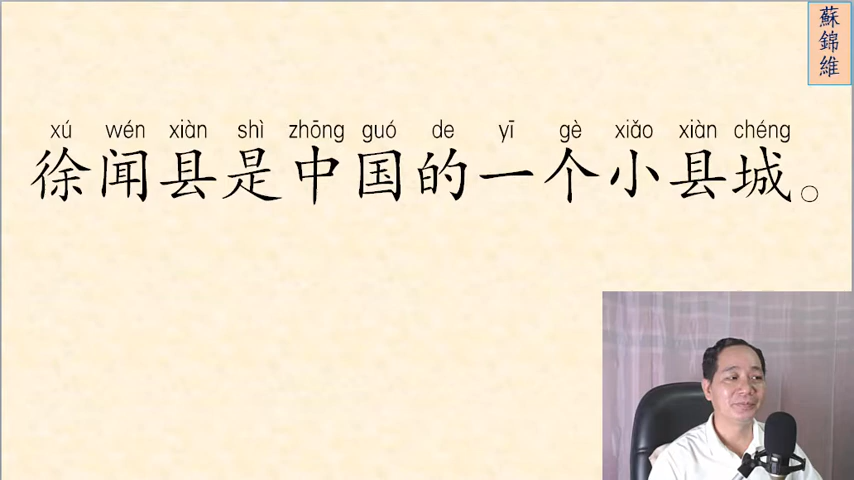 蘇錦維
xú wén xiàn shì zhōng guó de yī gè xiǎo xiàn chéng
徐闻县是中国的一个小县城。